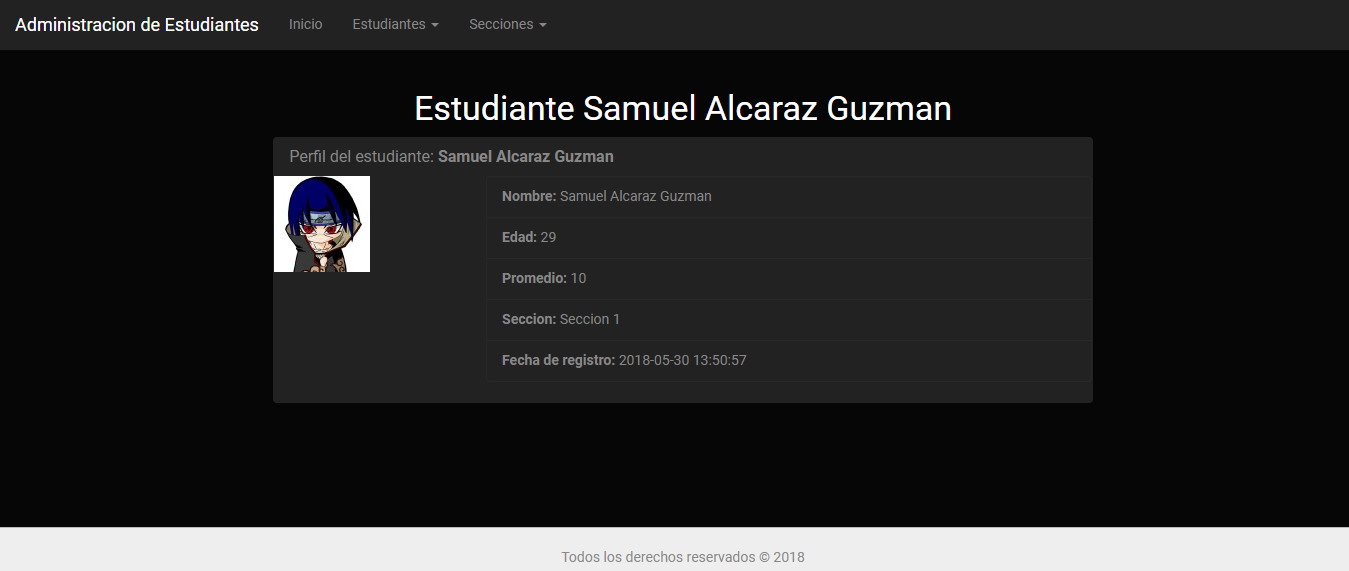 Administracion de Estudiantes Inicio Estudiantes Secciones
Estudiante Samuel Alcaraz Guzman
Perfil del estudiante: Samuel Alcaraz Guzman
Nombre: Samuel Alcaraz Guzman
Edad: 29
Promedio: 10
Seccion: Seccion 1
Fecha de registro: 2018-05-30 13:50:57
Todos los derechos reservados © 2018